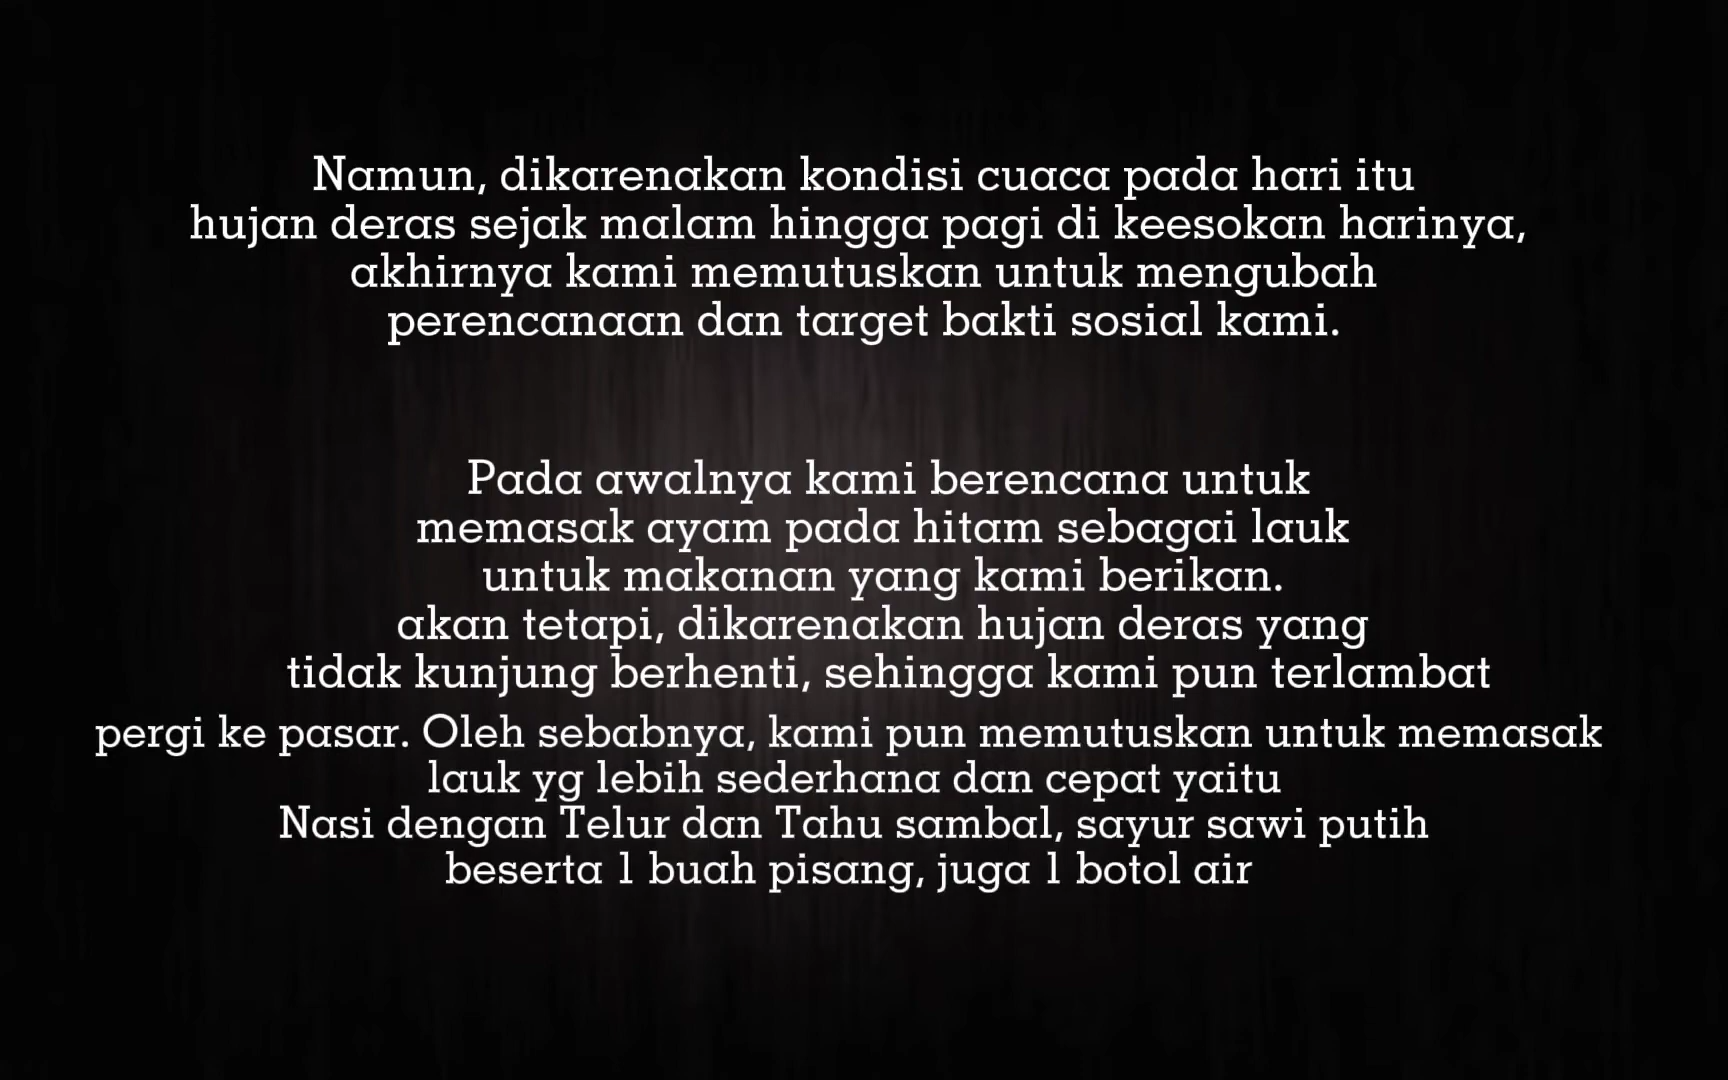 Namun, dikarenakan kondisi cuaca pada hari itu
hujan deras sejak malam hingga pagi di keesokan harinya,
akhirnya kami memutuskan untuk mengubah
perencanaan dan target bakti sosial kami.
Pada awalnya kami berencana untuk
memasak ayam pada hitam sebagai lauk
untuk makanan yang kami berikan.
akan tetapi, dikarenakan hujan deras yang
tidak kunjung berhenti, sehingga kami pun terlambat
pergi ke pasar. Oleh sebabnya, kami pun memutuskan untuk memasak
lauk yg lebih sederhana dan cepat yaitu
Nasi dengan Telur dan Tahu sambal, sayur sawi putih
beserta 1 buah pisang, juga 1 botol air